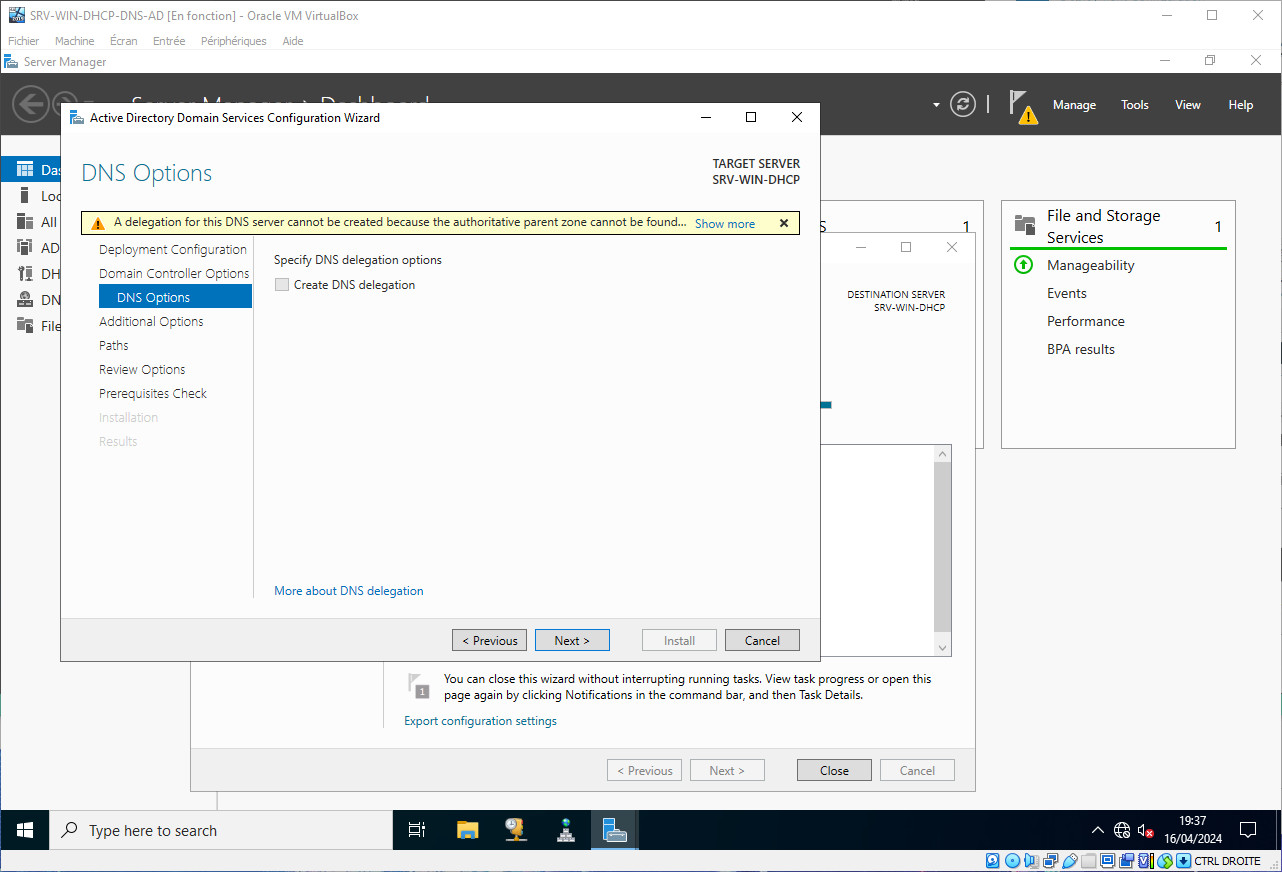 SRV-WIN-DHCP-DNS-AD [En fonction] - Oracle VM VirtualBox
Fichier Machine Écran Entrée Périphériques Aide
Server Manager
Manage Tools View Help
Active Directory Domain Services Configuration Wizard
DNS Options
TARGET SERVER
SRV-WIN-DHCP
A delegation for this DNS server cannot be created because the authoritative parent zone cannot be found... Show more
Deployment Configuration
Domain Controller Options
DNS Options
Additional Options
Paths
Review Options
Prerequisites Check
Installation
Results
Specify DNS delegation options
Create DNS delegation
More about DNS delegation
< Previous Next > Install Cancel
Das
Loc
All
AD
DH
DN
File
S 1
DESTINATION SERVER
SRV-WIN-DHCP
File and Storage
Services 1
Manageability
Events
Performance
BPA results
1
You can close this wizard without interrupting running tasks. View task progress or open this
page again by clicking Notifications in the command bar, and then Task Details.
Export configuration settings
< Previous Next > Close Cancel
Type here to search
19:37
16/04/2024
CTRL DROITE